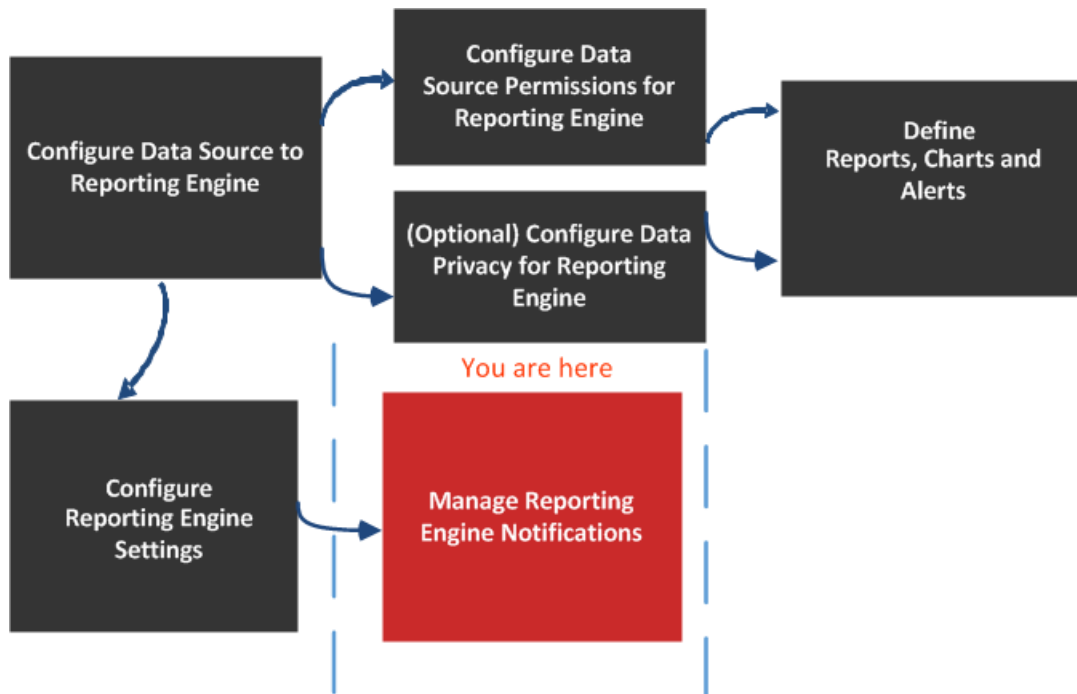 Configure Data Source to
Reporting Engine
Configure Data
Source Permissions for
Reporting Engine
(Optional) Configure Data
Privacy for Reporting
Engine
Define
Reports, Charts and
Alerts
You are here
Configure
Reporting Engine
Settings
Manage Reporting
Engine Notifications